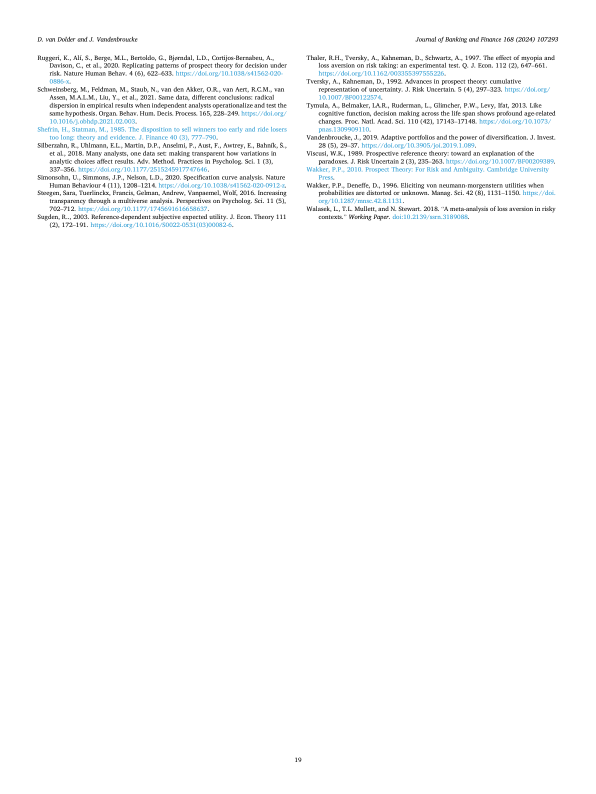 D. van Dolder and J. Vandenbroucke
Journal of Banking and Finance 168 (2024) 107293
Ruggeri, K., Alí, S., Berge, M.L., Bertoldo, G., Bjørndal, L.D., Cortijos-Bernabeu, A.,
Davison, C., et al., 2020. Replicating patterns of prospect theory for decision under
risk. Nature Human Behav. 4 (6), 622–633. https://doi.org/10.1038/s41562-020-
0886-x.
Schweinsberg, M., Feldman, M., Staub, N., van den Akker, O.R., van Aert, R.C.M., van
Assen, M.A.L.M., Liu, Y., et al., 2021. Same data, different conclusions: radical
dispersion in empirical results when independent analysts operationalize and test the
same hypothesis. Organ. Behav. Hum. Decis. Process. 165, 228–249. https://doi.org/
10.1016/j.obhdp.2021.02.003.
Shefrin, H., Statman, M., 1985. The disposition to sell winners too early and ride losers
too long: theory and evidence. J. Finance 40 (3), 777–790.
Silberzahn, R., Uhlmann, E.L., Martin, D.P., Anselmi, P., Aust, F., Awtrey, E., Bahník, Š.,
et al., 2018. Many analysts, one data set: making transparent how variations in
analytic choices affect results. Adv. Method. Practices in Psycholog. Sci. 1 (3),
337–356. https://doi.org/10.1177/2515245917747646.
Simonsohn, U., Simmons, J.P., Nelson, L.D., 2020. Specification curve analysis. Nature
Human Behaviour 4 (11), 1208–1214. https://doi.org/10.1038/s41562-020-0912-z.
Steegen, Sara, Tuerlinckx, Francis, Gelman, Andrew, Vanpaemel, Wolf, 2016. Increasing
transparency through a multiverse analysis. Perspectives on Psycholog. Sci. 11 (5),
702–712. https://doi.org/10.1177/1745691616658637.
Sugden, R.., 2003. Reference-dependent subjective expected utility. J. Econ. Theory 111
(2), 172–191. https://doi.org/10.1016/S0022-0531(03)00082-6.
Thaler, R.H., Tversky, A., Kahneman, D., Schwartz, A., 1997. The effect of myopia and
loss aversion on risk taking: an experimental test. Q. J. Econ. 112 (2), 647–661.
https://doi.org/10.1162/003355397555226.
Tversky, A., Kahneman, D., 1992. Advances in prospect theory: cumulative
representation of uncertainty. J. Risk Uncertain. 5 (4), 297–323. https://doi.org/
10.1007/BF00122574.
Tymula, A., Belmaker, I.A.R., Ruderman, L., Glimcher, P.W., Levy, Ifat, 2013. Like
cognitive function, decision making across the life span shows profound age-related
changes. Proc. Natl. Acad. Sci. 110 (42), 17143–17148. https://doi.org/10.1073/
pnas.1309909110.
Vandenbroucke, J., 2019. Adaptive portfolios and the power of diversification. J. Invest.
28 (5), 29–37. https://doi.org/10.3905/joi.2019.1.089.
Viscusi, W.K., 1989. Prospective reference theory: toward an explanation of the
paradoxes. J. Risk Uncertain 2 (3), 235–263. https://doi.org/10.1007/BF00209389.
Wakker, P.P., 2010. Prospect Theory: For Risk and Ambiguity. Cambridge University
Press.
Wakker, P.P., Deneffe, D., 1996. Eliciting von neumann-morgenstern utilities when
probabilities are distorted or unknown. Manag. Sci. 42 (8), 1131–1150. https://doi.
org/10.1287/mnsc.42.8.1131.
Walasek, L., T.L. Mullett, and N. Stewart. 2018. "A meta-analysis of loss aversion in risky
contexts." Working Paper. doi:10.2139/ssrn.3189088.
19